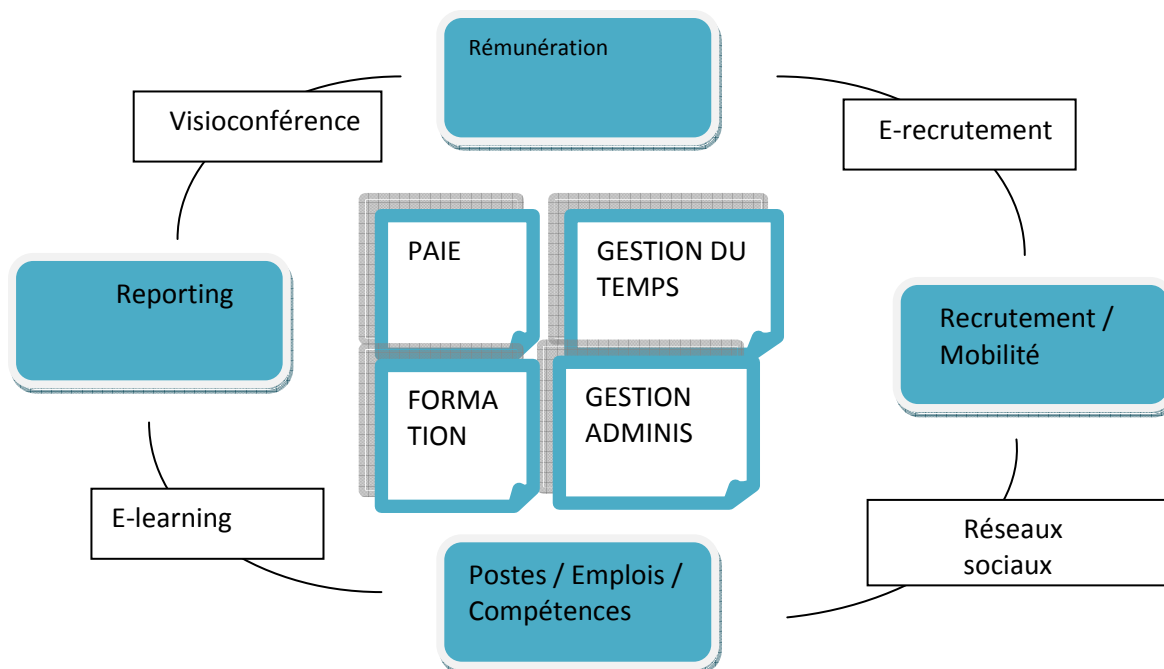 Rémunération
Visioconférence
E-recrutement
PAIE
GESTION DU
TEMPS
Reporting
Recrutement /
Mobilité
FORMA
TION
GESTION
ADMINIS
E-learning
Réseaux
sociaux
Postes / Emplois /
Compétences